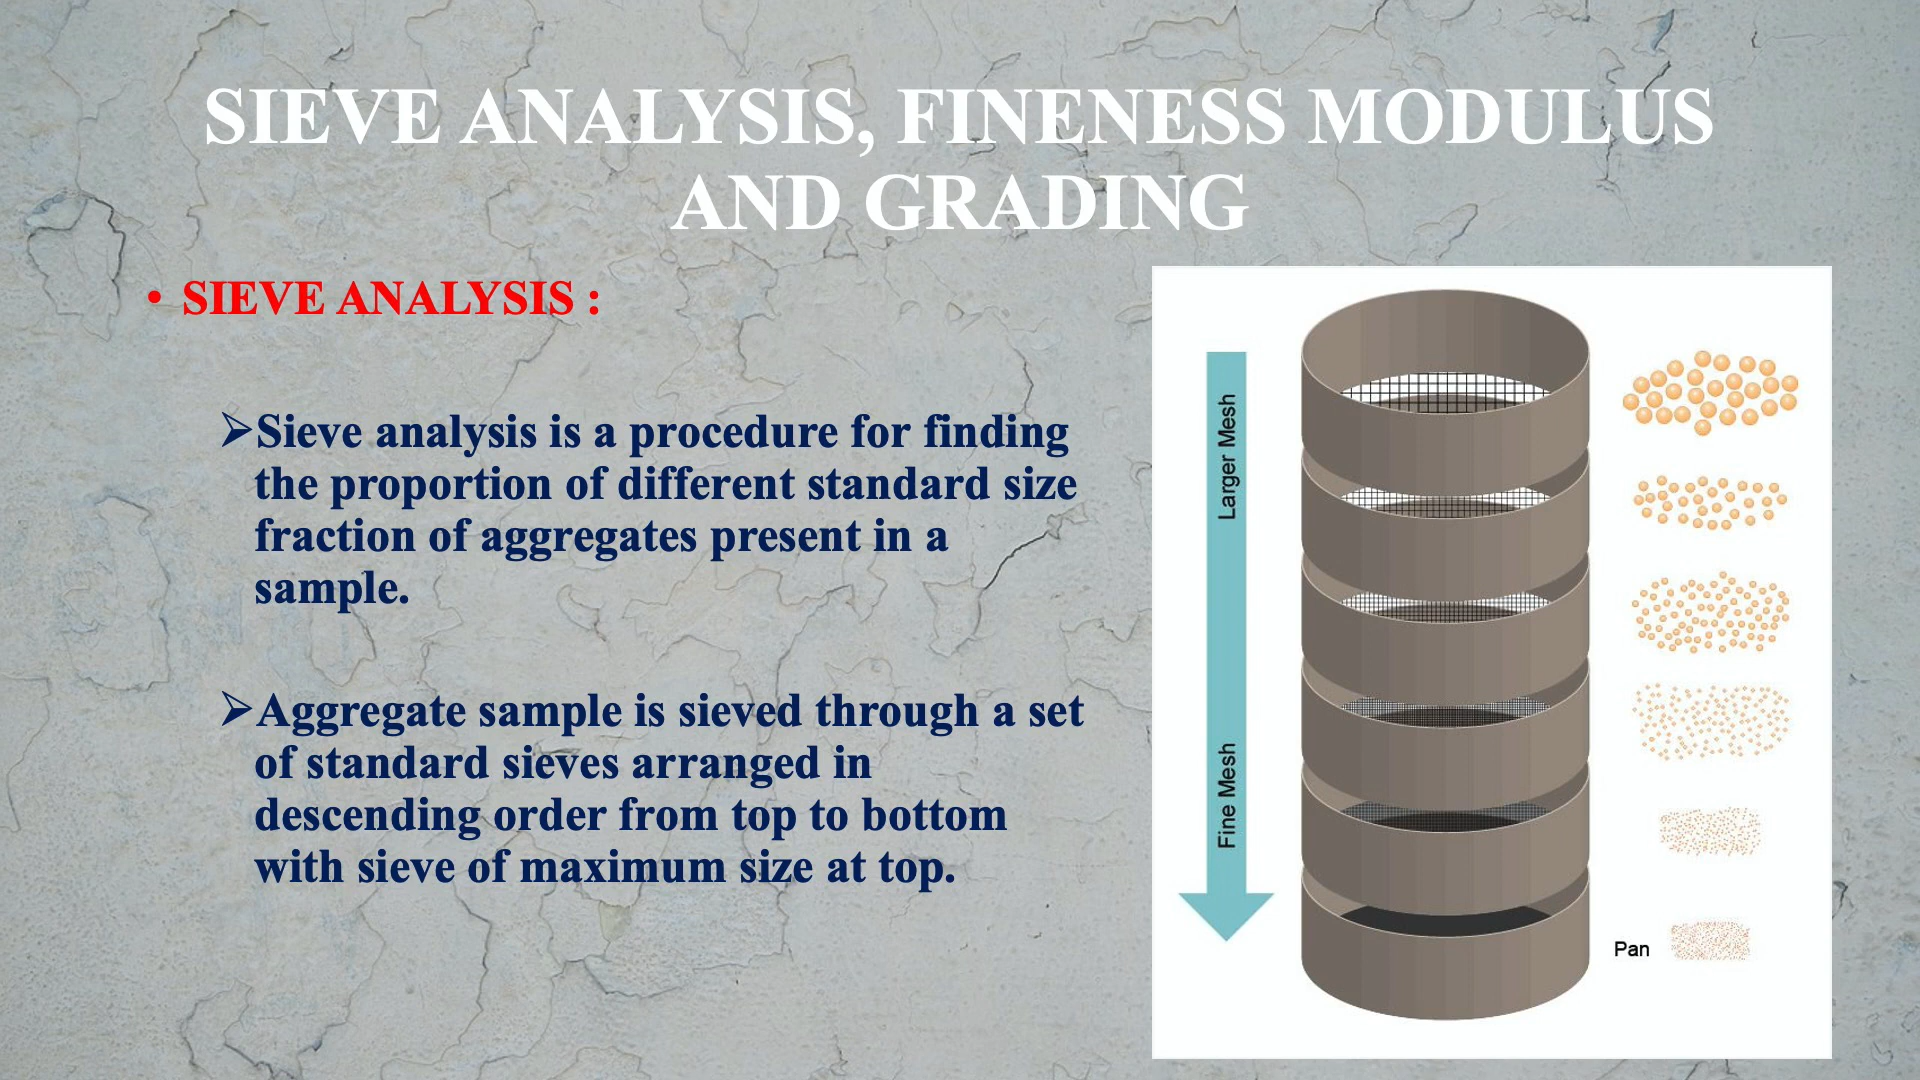 SIEVE ANALYSIS, FINENESS MODULUS
AND GRADING
• SIEVE ANALYSIS :
➢Sieve analysis is a procedure for finding
the proportion of different standard size
fraction of aggregates present in a
sample.
➢Aggregate sample is sieved through a set
of standard sieves arranged in
descending order from top to bottom
with sieve of maximum size at top.
Larger Mesh
Fine Mesh
Pan